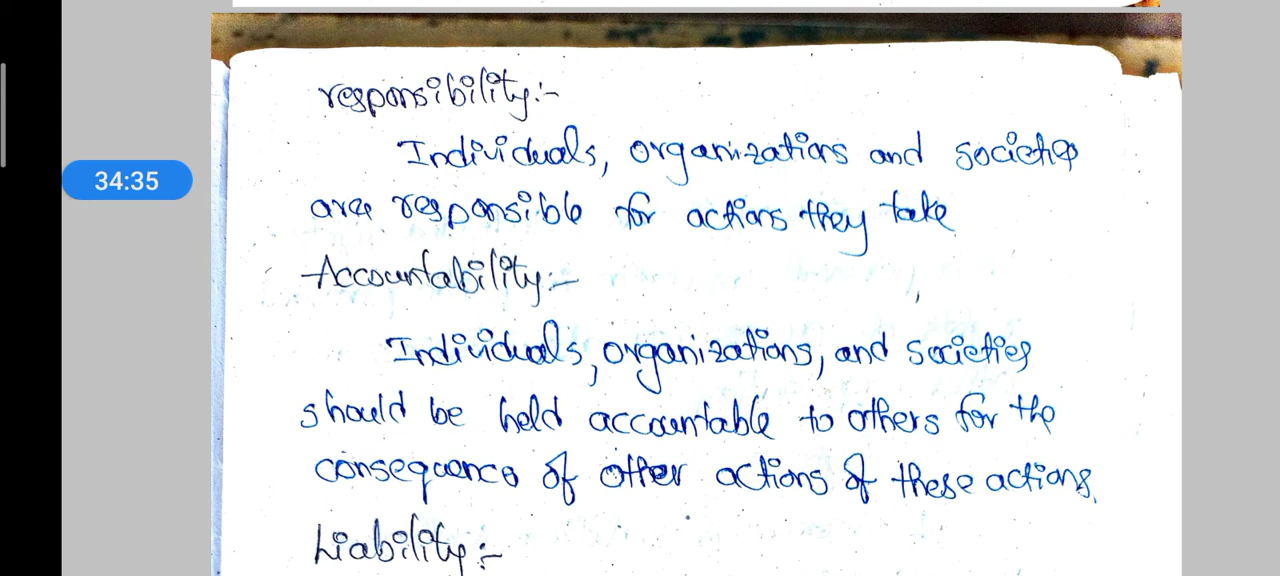 responsibility:-
Individuals, organizations and societies
are responsible for actions they take
34:35
Accountability:-
Individuals, organizations, and societies
should be held accountable to others for the
consequence of other actions of these actions.
Liability:-